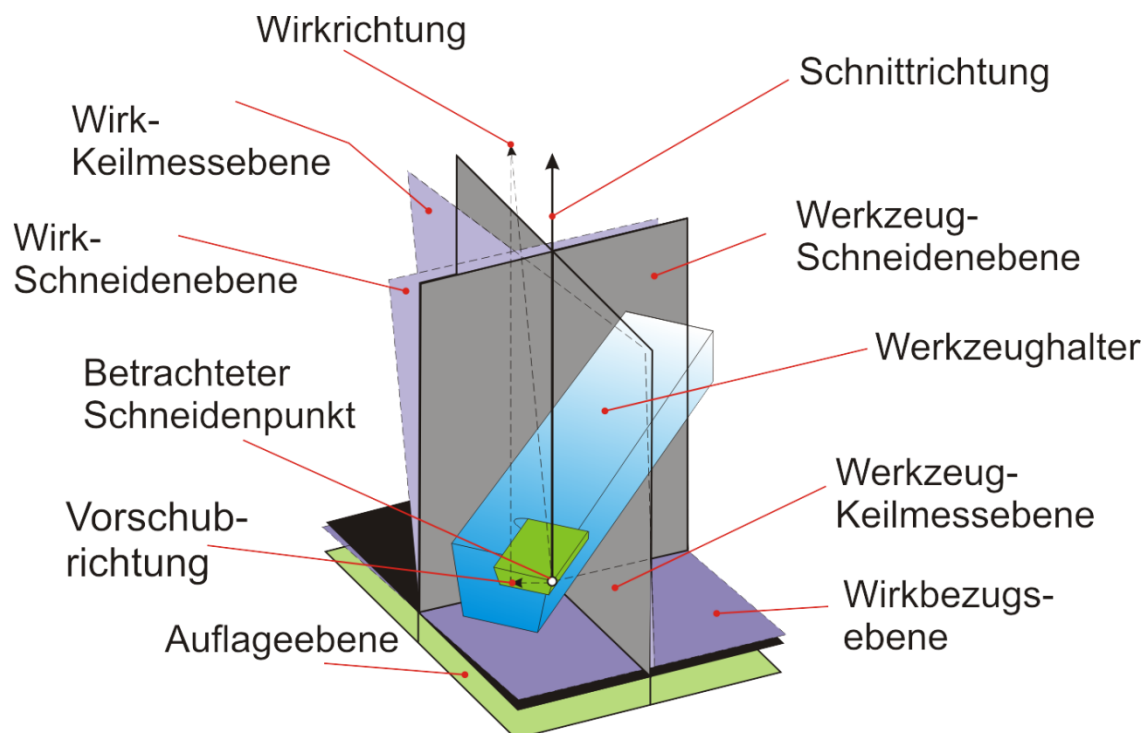 Wirkrichtung
Schnittrichtung
Wirk-
Keilmessebene
Werkzeug-
Schneidenebene
Wirk-
Schneidenebene
Werkzeughalter
Betrachteter
Schneidenpunkt
Werkzeug-
Keilmessebene
Vorschub-
richtung
Wirkbezugs-
ebene
Auflageebene